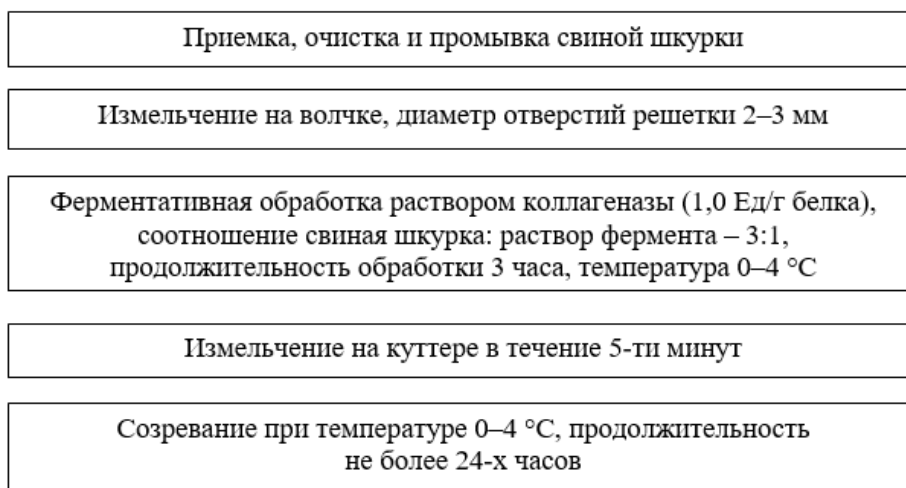 Приемка, очистка и промывка свиной шкурки
Измельчение на волчке, диаметр отверстий решетки 2–3 мм
Ферментативная обработка раствором коллагеназы (1,0 Ед/г белка),
соотношение свиная шкурка: раствор фермента – 3:1,
продолжительность обработки 3 часа, температура 0–4 °C
Измельчение на куттере в течение 5-ти минут
Созревание при температуре 0–4 °C, продолжительность
не более 24-х часов